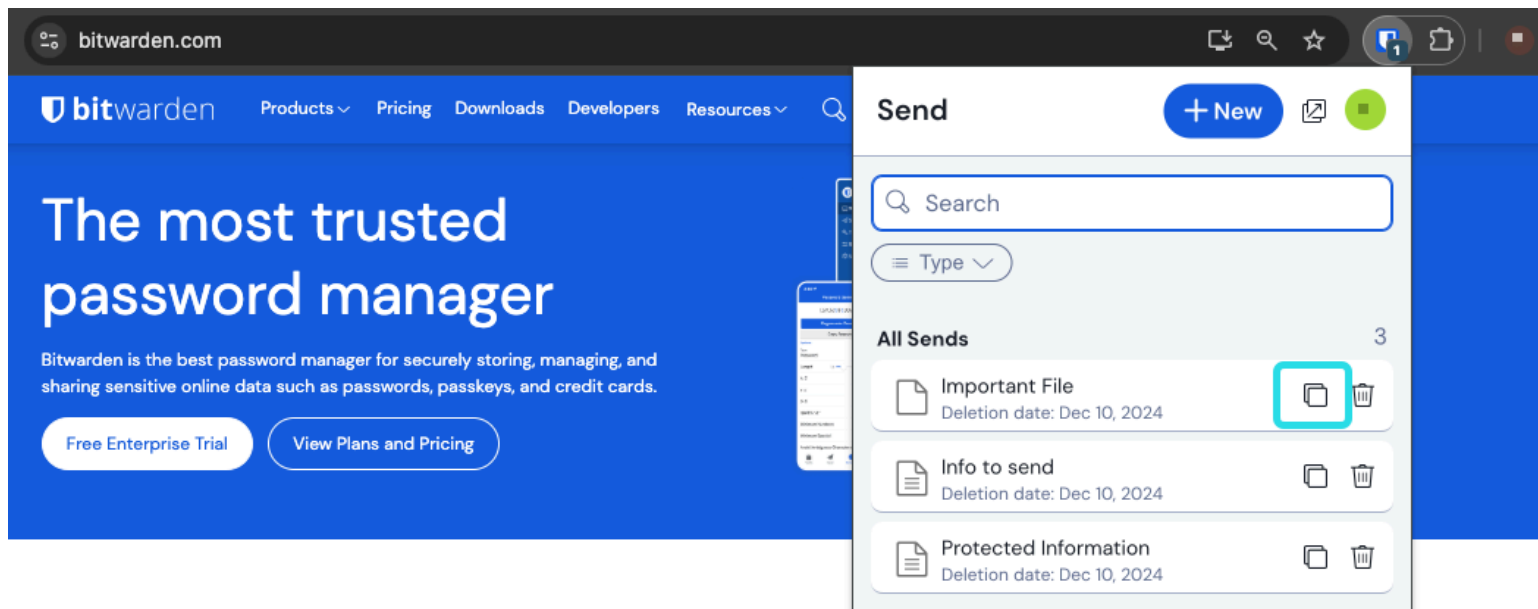 bitwarden.com
1
bitwarden
Products
Pricing
Downloads
Developers
Resources
The most trusted
password manager
Bitwarden is the best password manager for securely storing, managing, and
sharing sensitive online data such as passwords, passkeys, and credit cards.
Free Enterprise Trial
View Plans and Pricing
Send
New
Search
Type
All Sends
3
Important File
Deletion date: Dec 10, 2024
Info to send
Deletion date: Dec 10, 2024
Protected Information
Deletion date: Dec 10, 2024